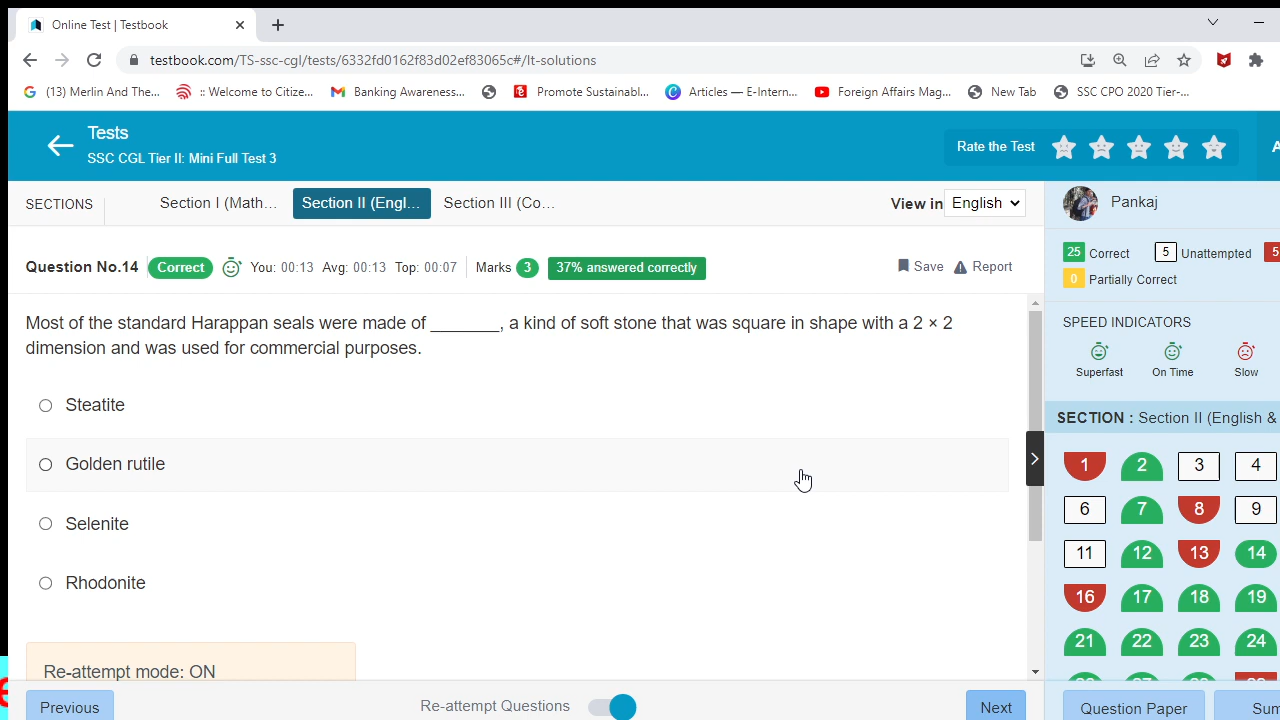 Online Test | Testbook
testbook.com/TS-ssc-cgl/tests/6332fd0162f83d02ef83065c#/lt-solutions
(13) Merlin And The... :: Welcome to Citize... Banking Awareness... Promote Sustainabl... Articles — E-Intern... Foreign Affairs Mag... New Tab SSC CPO 2020 Tier-...
Tests
SSC CGL Tier II: Mini Full Test 3
Rate the Test
SECTIONS Section I (Math... Section II (Engl... Section III (Co... View in English
Pankaj
Question No.14 Correct You: 00:13 Avg: 00:13 Top: 00:07 Marks 3 37% answered correctly Save Report
25 Correct 5 Unattempted 5
0 Partially Correct
Most of the standard Harappan seals were made of _______, a kind of soft stone that was square in shape with a 2 × 2
dimension and was used for commercial purposes.
Steatite
Golden rutile
Selenite
Rhodonite
Re-attempt mode: ON
Previous Re-attempt Questions Next
SPEED INDICATORS
Superfast On Time Slow
SECTION : Section II (English &
1 2 3 4
6 7 8 9
11 12 13 14
16 17 18 19
21 22 23 24
Question Paper